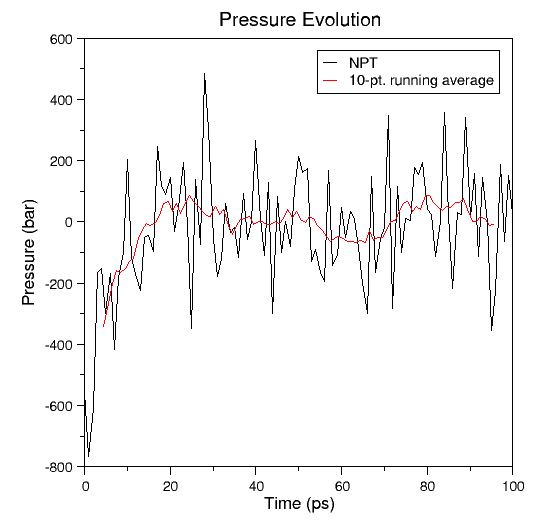 Pressure Evolution
NPT
10-pt. running average
Pressure (bar)
600
400
200
0
-200
-400
-600
-800
0 20 40 60 80 100
Time (ps)